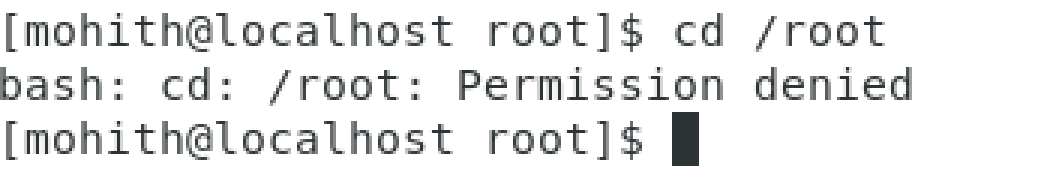 [mohith@localhost root]$ cd /root
bash: cd: /root: Permission denied
[mohith@localhost root]$